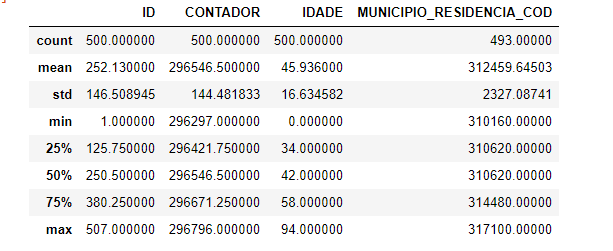 ID CONTADOR IDADE MUNICIPIO_RESIDENCIA_COD
count 500.000000 500.000000 500.000000 493.00000
mean 252.130000 296546.500000 45.936000 312459.64503
std 146.508945 144.481833 16.634582 2327.08741
min 1.000000 296297.000000 0.000000 310160.00000
25% 125.750000 296421.750000 34.000000 310620.00000
50% 250.500000 296546.500000 42.000000 310620.00000
75% 380.250000 296671.250000 58.000000 314480.00000
max 507.000000 296796.000000 94.000000 317100.00000